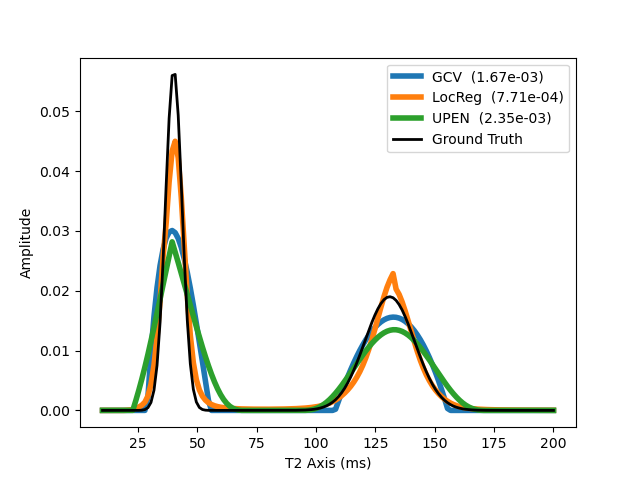 GCV (1.67e-03)
LocReg (7.71e-04)
UPEN (2.35e-03)
Ground Truth
Amplitude
0.05
0.04
0.03
0.02
0.01
0.00
25 50 75 100 125 150 175 200
T2 Axis (ms)